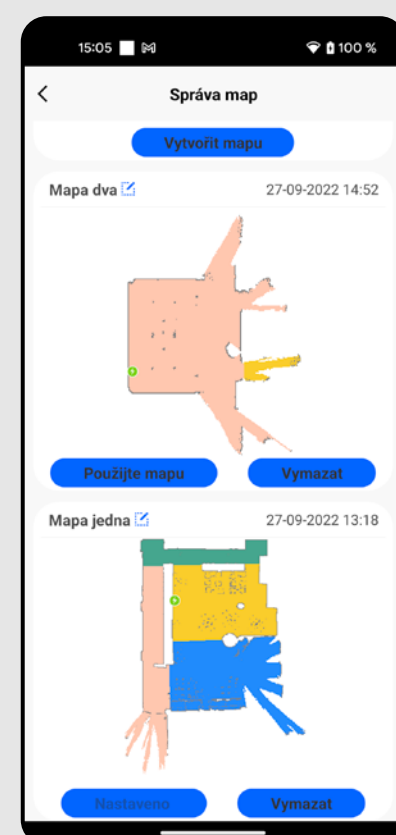 15:05 100 %
Správa map
Vytvořit mapu
Mapa dva 27-09-2022 14:52
Použijte mapu Vymazat
Mapa jedna 27-09-2022 13:18
Nastaveno Vymazat